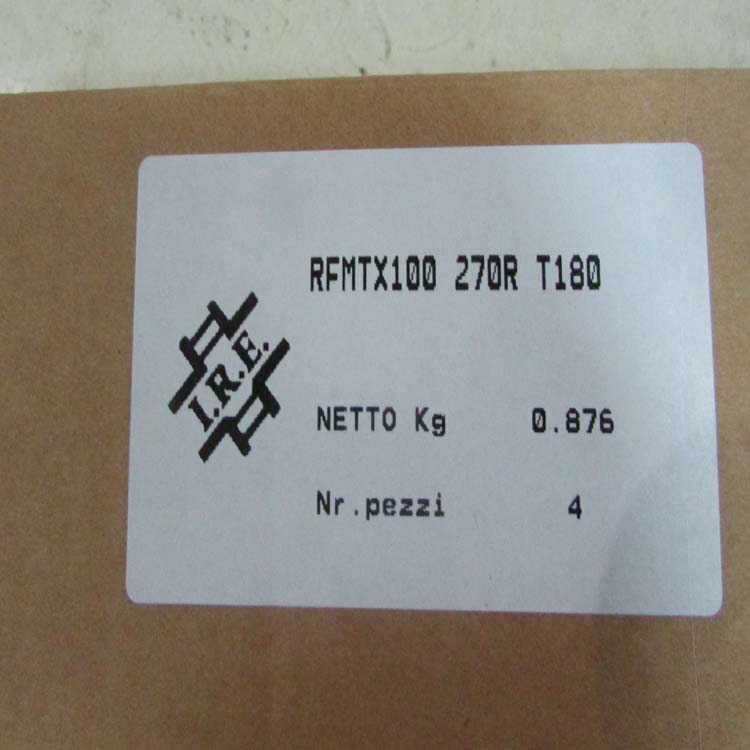 RFMTX100 270R T180
I.R.E.
NETTO Kg 0.876
Nr.pezzi 4